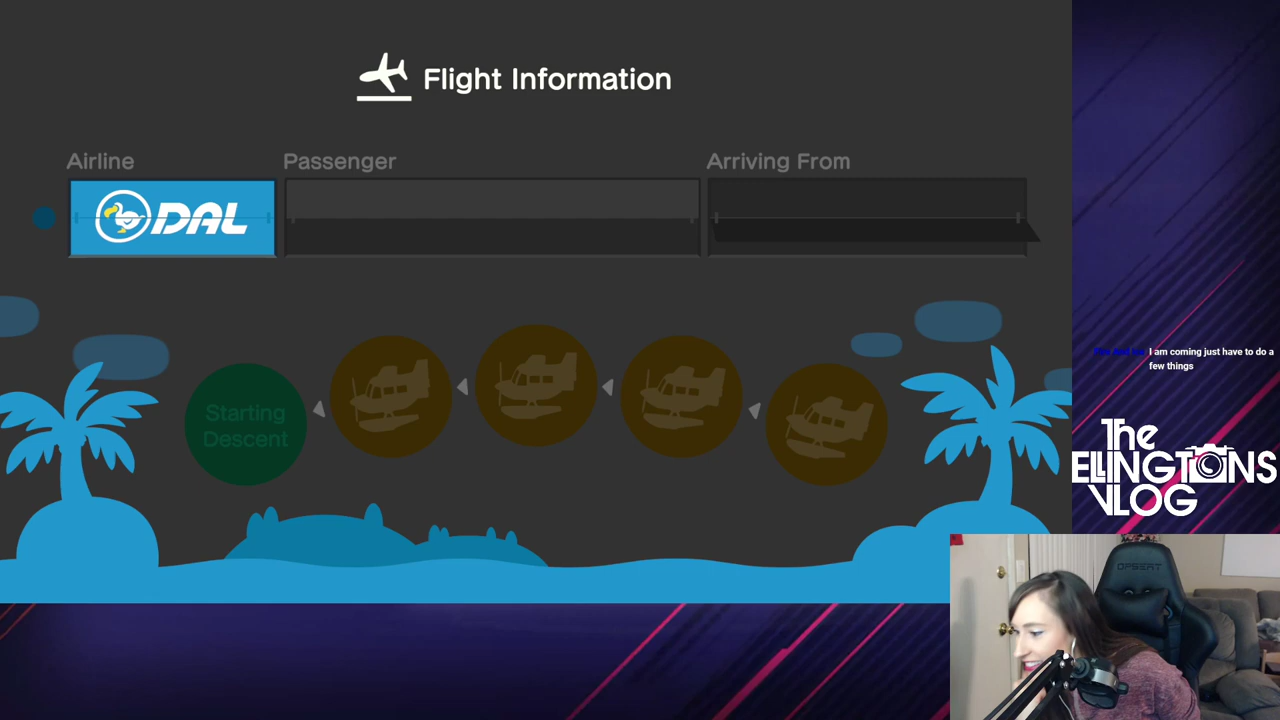 Flight Information
Airline
Passenger
Arriving From
DAL
Starting
Descent
I am coming just have to do a
few things
The
ELLINGTONS
VLOG
OPSEAT